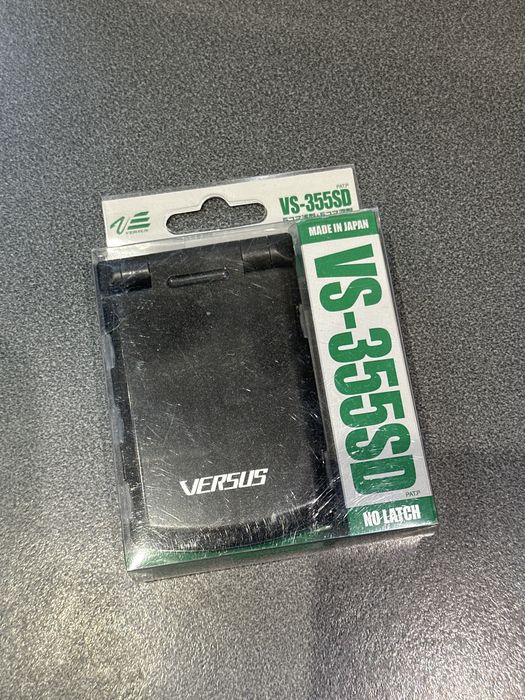 VERSUS
PAT.P
VS-355SD
MADE IN JAPAN
VS-355SD
PAT.P
NO LATCH
VERSUS